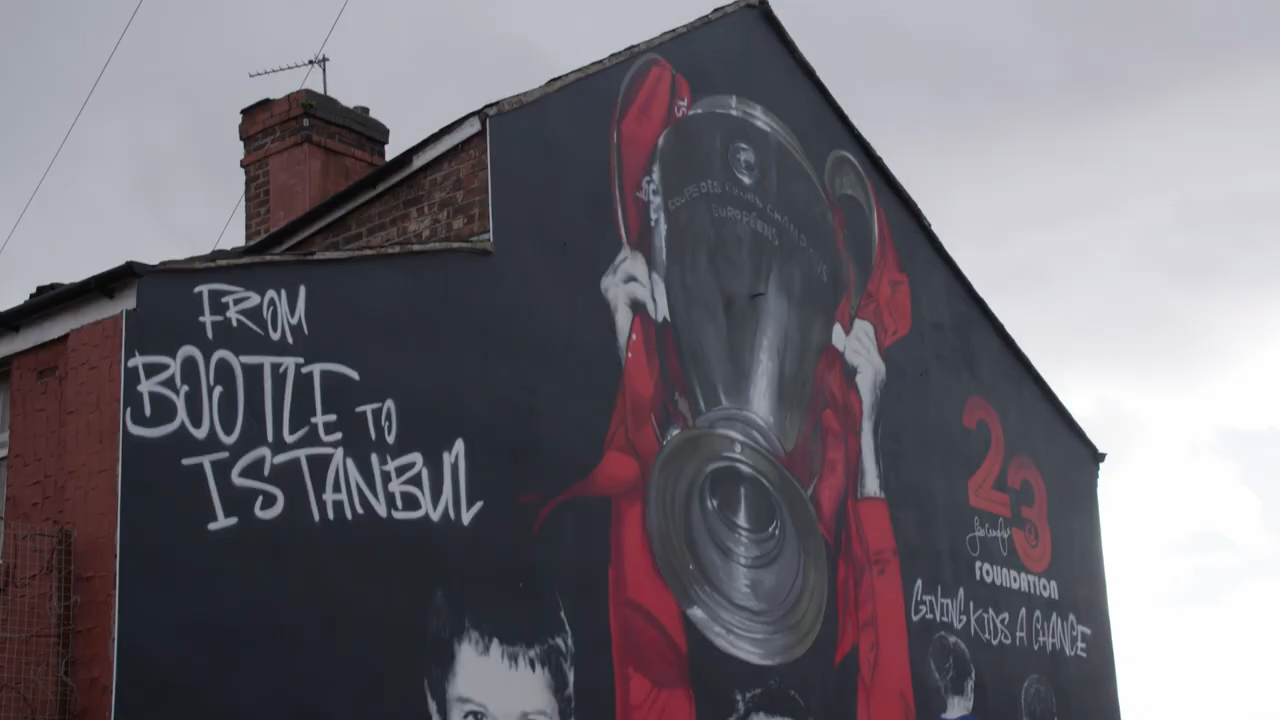 FROM
BOOTLE TO
ISTANBUL
COUPE DES CLUBS CHAMPIONS
EUROPÉENS
23
FOUNDATION
GIVING KIDS A CHANCE